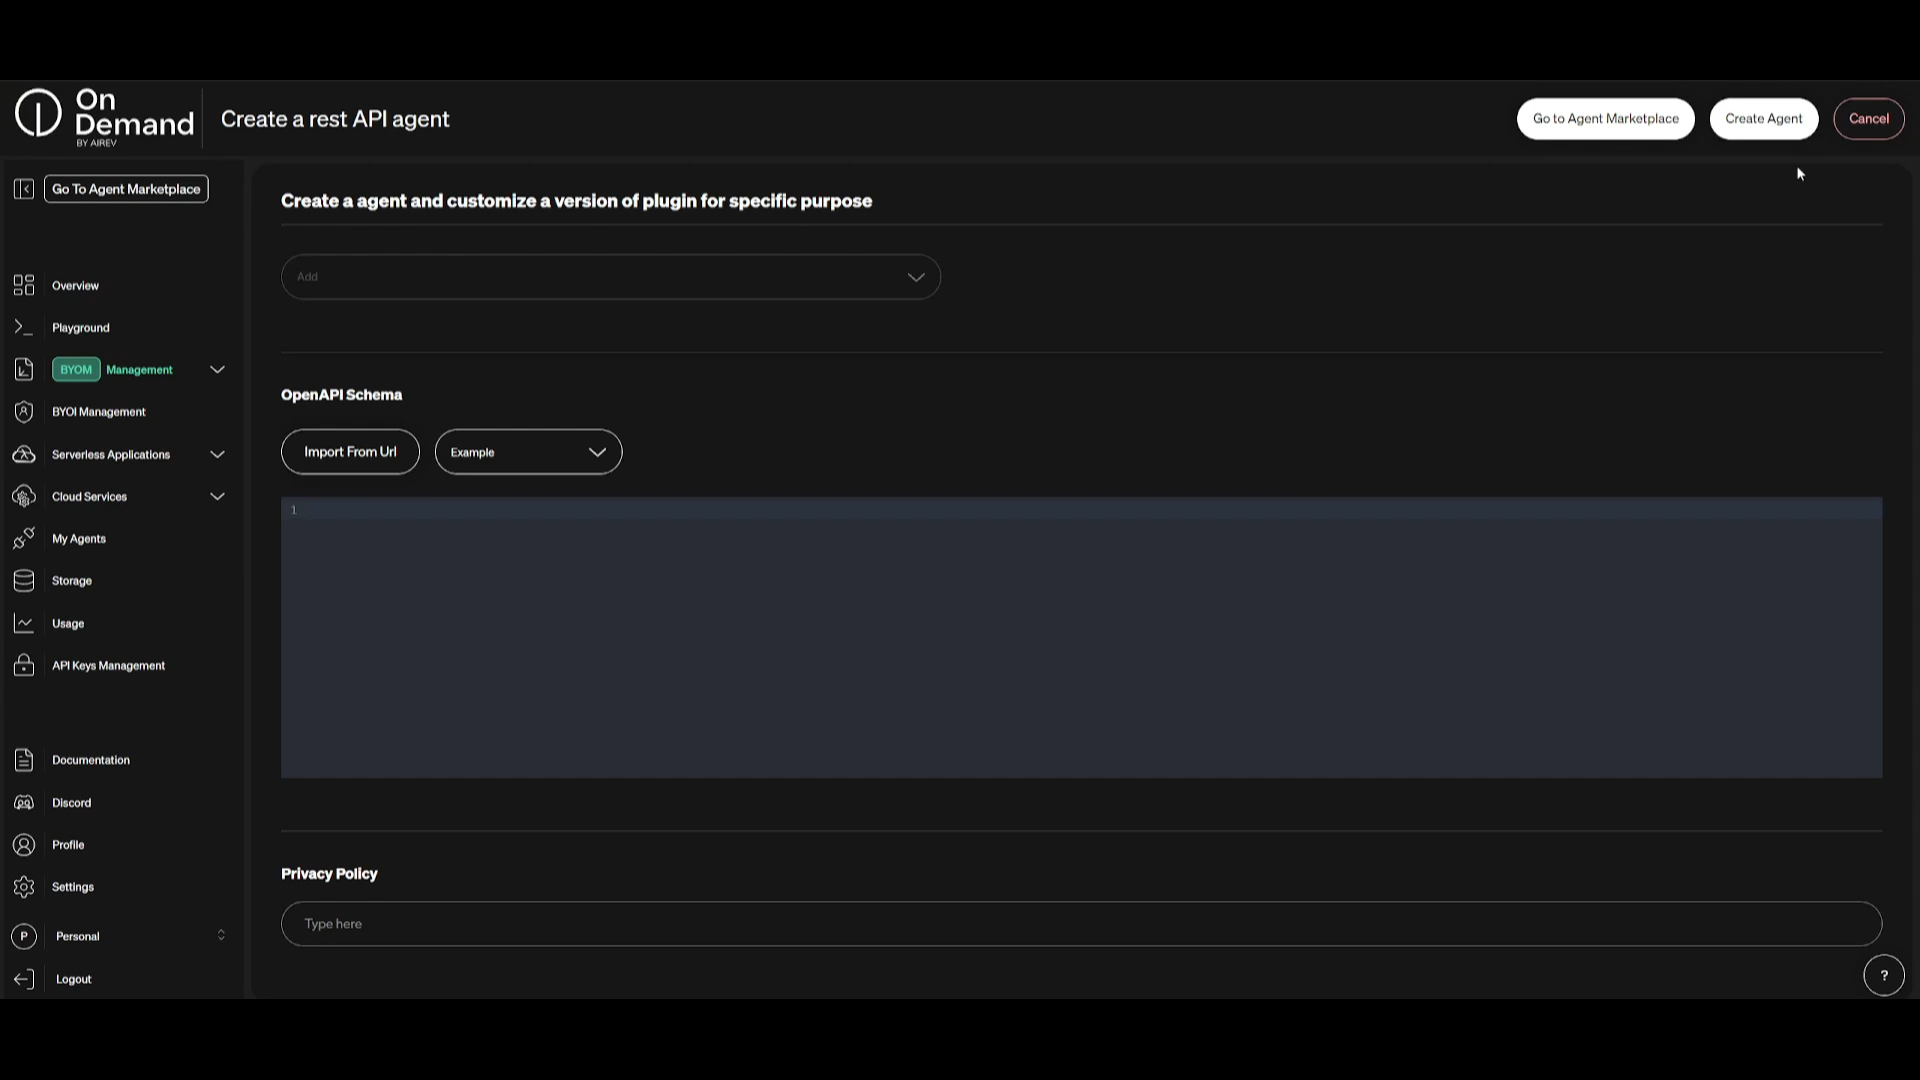 On
Demand
BY AIREV
Create a rest API agent
Go to Agent Marketplace
Create Agent
Cancel
Go To Agent Marketplace
Overview
Playground
BYOM Management
BYOI Management
Serverless Applications
Cloud Services
My Agents
Storage
Usage
API Keys Management
Documentation
Discord
Profile
Settings
P Personal
Logout
Create a agent and customize a version of plugin for specific purpose
Add
OpenAPI Schema
Import From Url
Example
1
Privacy Policy
Type here
?